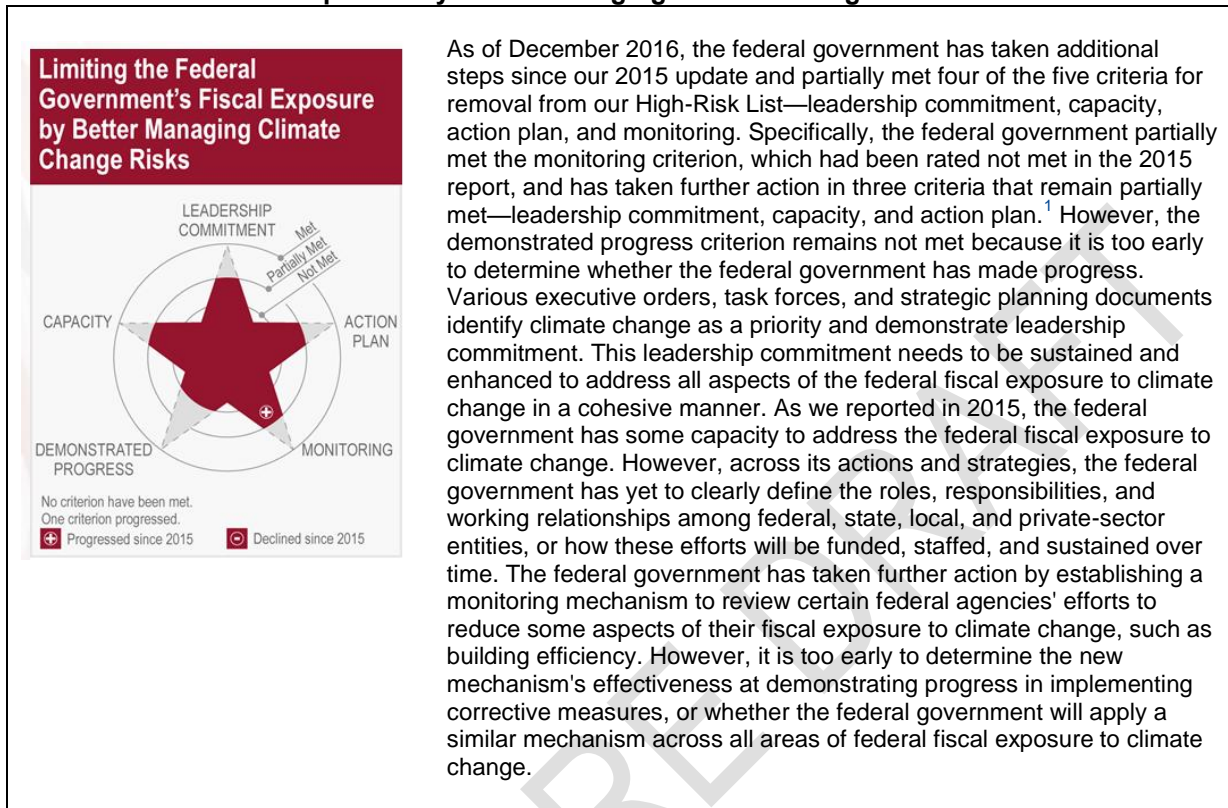 Limiting the Federal
Government's Fiscal Exposure
by Better Managing Climate
Change Risks
LEADERSHIP
COMMITMENT
Met
Partially Met
Not Met
CAPACITY
ACTION
PLAN
DEMONSTRATED
PROGRESS
MONITORING
No criterion have been met.
One criterion progressed.
Progressed since 2015
Declined since 2015
As of December 2016, the federal government has taken additional
steps since our 2015 update and partially met four of the five criteria for
removal from our High-Risk List—leadership commitment, capacity,
action plan, and monitoring. Specifically, the federal government partially
met the monitoring criterion, which had been rated not met in the 2015
report, and has taken further action in three criteria that remain partially
met—leadership commitment, capacity, and action plan.1 However, the
demonstrated progress criterion remains not met because it is too early
to determine whether the federal government has made progress.
Various executive orders, task forces, and strategic planning documents
identify climate change as a priority and demonstrate leadership
commitment. This leadership commitment needs to be sustained and
enhanced to address all aspects of the federal fiscal exposure to climate
change in a cohesive manner. As we reported in 2015, the federal
government has some capacity to address the federal fiscal exposure to
climate change. However, across its actions and strategies, the federal
government has yet to clearly define the roles, responsibilities, and
working relationships among federal, state, local, and private-sector
entities, or how these efforts will be funded, staffed, and sustained over
time. The federal government has taken further action by establishing a
monitoring mechanism to review certain federal agencies' efforts to
reduce some aspects of their fiscal exposure to climate change, such as
building efficiency. However, it is too early to determine the new
mechanism's effectiveness at demonstrating progress in implementing
corrective measures, or whether the federal government will apply a
similar mechanism across all areas of federal fiscal exposure to climate
change.
RE DRAFT